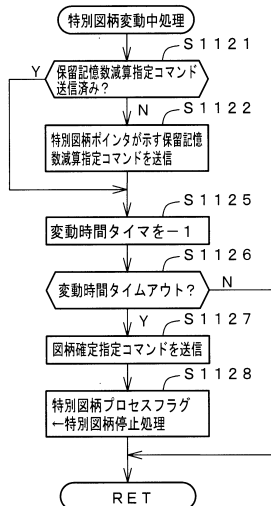 特別図柄変動中処理
S1121
保留記憶数減算指定コマンド
送信済み?
Y
N
S1122
特別図柄ポインタが示す保留記憶
数減算指定コマンドを送信
S1125
変動時間タイマを−1
S1126
変動時間タイムアウト?
N
Y
S1127
図柄確定指定コマンドを送信
S1128
特別図柄プロセスフラグ
←特別図柄停止処理
RET